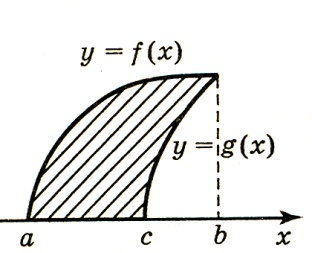 y = f(x)
y = g(x)
a c b x